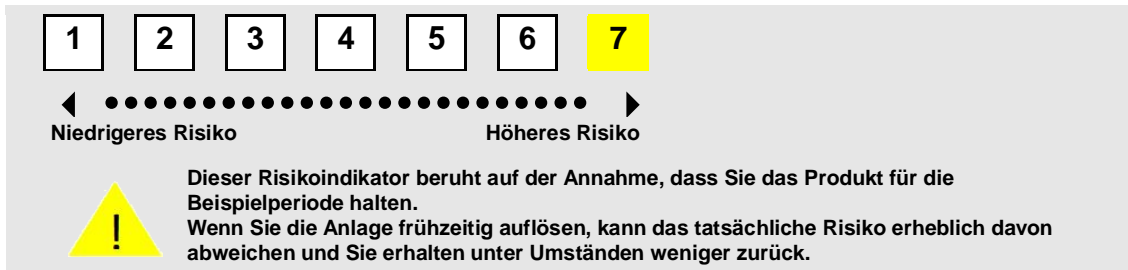 1 2 3 4 5 6 7
Niedrigeres Risiko Höheres Risiko
Dieser Risikoindikator beruht auf der Annahme, dass Sie das Produkt für die
Beispielperiode halten.
Wenn Sie die Anlage frühzeitig auflösen, kann das tatsächliche Risiko erheblich davon
abweichen und Sie erhalten unter Umständen weniger zurück.
!